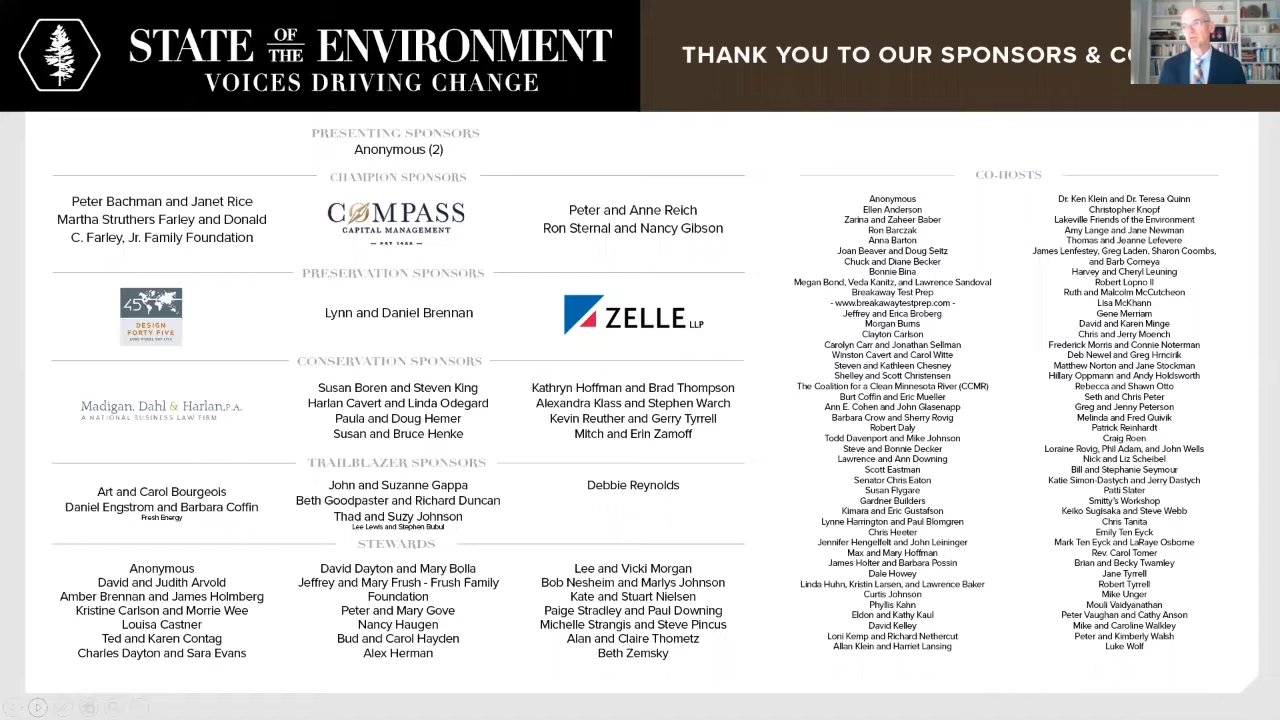 STATE OF THE ENVIRONMENT
VOICES DRIVING CHANGE
THANK YOU TO OUR SPONSORS & CO
PRESENTING SPONSORS
Anonymous (2)
CHAMPION SPONSORS
Peter Bachman and Janet Rice
Martha Struthers Farley and Donald
C. Farley, Jr. Family Foundation
COMPASS
CAPITAL MANAGEMENT
EST 1988
Peter and Anne Reich
Ron Sternal and Nancy Gibson
PRESERVATION SPONSORS
45
DESIGN
FORTY FIVE
Lynn and Daniel Brennan
ZELLE LLP
CONSERVATION SPONSORS
Madigan, Dahl & Harlan, P.A.
A NATIONAL BUSINESS LAW FIRM
Susan Boren and Steven King
Harlan Cavert and Linda Odegard
Paula and Doug Hemer
Susan and Bruce Henke
Kathryn Hoffman and Brad Thompson
Alexandra Klass and Stephen Warch
Kevin Reuther and Gerry Tyrrell
Mitch and Erin Zamoff
TRAILBLAZER SPONSORS
Art and Carol Bourgeois
Daniel Engstrom and Barbara Coffin
Fresh Energy
John and Suzanne Gappa
Beth Goodpaster and Richard Duncan
Thad and Suzy Johnson
Lee Lewis and Stephen Bubul
Debbie Reynolds
STEWARDS
Anonymous
David and Judith Arvold
Amber Brennan and James Holmberg
Kristine Carlson and Morrie Wee
Louisa Castner
Ted and Karen Contag
Charles Dayton and Sara Evans
David Dayton and Mary Bolla
Jeffrey and Mary Frush - Frush Family
Foundation
Peter and Mary Gove
Nancy Haugen
Bud and Carol Hayden
Alex Herman
Lee and Vicki Morgan
Bob Nesheim and Marlys Johnson
Kate and Stuart Nielsen
Paige Stradley and Paul Downing
Michelle Strangis and Steve Pincus
Alan and Claire Thometz
Beth Zemsky
CO-HOSTS
Anonymous
Ellen Anderson
Zarina and Zaheer Baber
Ron Barczak
Anna Barton
Joan Beaver and Doug Seitz
Chuck and Diane Becker
Bonnie Bina
Megan Bond, Veda Kanitz, and Lawrence Sandoval
Breakaway Test Prep
- www.breakawaytestprep.com -
Jeffrey and Erica Broberg
Morgan Burns
Clayton Carlson
Carolyn Carr and Jonathan Sellman
Winston Cavert and Carol Witte
Steven and Kathleen Chesney
Shelley and Scott Christensen
The Coalition for a Clean Minnesota River (CCMR)
Burt Coffin and Eric Mueller
Ann E. Cohen and John Glasenapp
Barbara Crow and Sherry Rovig
Robert Daly
Todd Davenport and Mike Johnson
Steve and Bonnie Decker
Lawrence and Ann Downing
Scott Eastman
Senator Chris Eaton
Susan Flygare
Gardner Builders
Kimara and Eric Gustafson
Lynne Harrington and Paul Blomgren
Chris Heeter
Jennifer Hengelfelt and John Leininger
Max and Mary Hoffman
James Holter and Barbara Possin
Dale Howey
Linda Huhn, Kristin Larsen, and Lawrence Baker
Curtis Johnson
Phyllis Kahn
Eldon and Kathy Kaul
David Kelley
Loni Kemp and Richard Nethercut
Allan Klein and Harriet Lansing
Dr. Ken Klein and Dr. Teresa Quinn
Christopher Knopf
Lakeville Friends of the Environment
Amy Lange and Jane Newman
Thomas and Jeanne Lefevere
James Lenfestey, Greg Laden, Sharon Coombs,
and Barb Corneya
Harvey and Cheryl Leuning
Robert Lopno II
Ruth and Malcolm McCutcheon
Lisa McKhann
Gene Merriam
David and Karen Minge
Chris and Jerry Moench
Frederick Morris and Connie Noterman
Deb Newel and Greg Hrncirik
Matthew Norton and Jane Stockman
Hillary Oppmann and Andy Holdsworth
Rebecca and Shawn Otto
Seth and Chris Peter
Greg and Jenny Peterson
Melinda and Fred Quivik
Patrick Reinhardt
Craig Roen
Loraine Rovig, Phil Adam, and John Wells
Nick and Liz Scheibel
Bill and Stephanie Seymour
Katie Simon-Dastych and Jerry Dastych
Patti Slater
Smitty's Workshop
Keiko Sugisaka and Steve Webb
Chris Tanita
Emily Ten Eyck
Mark Ten Eyck and LaRaye Osborne
Rev. Carol Tomer
Brian and Becky Twamley
Jane Tyrrell
Robert Tyrrell
Mike Unger
Mouli Vaidyanathan
Peter Vaughan and Cathy Anson
Mike and Caroline Walkley
Peter and Kimberly Walsh
Luke Wolf